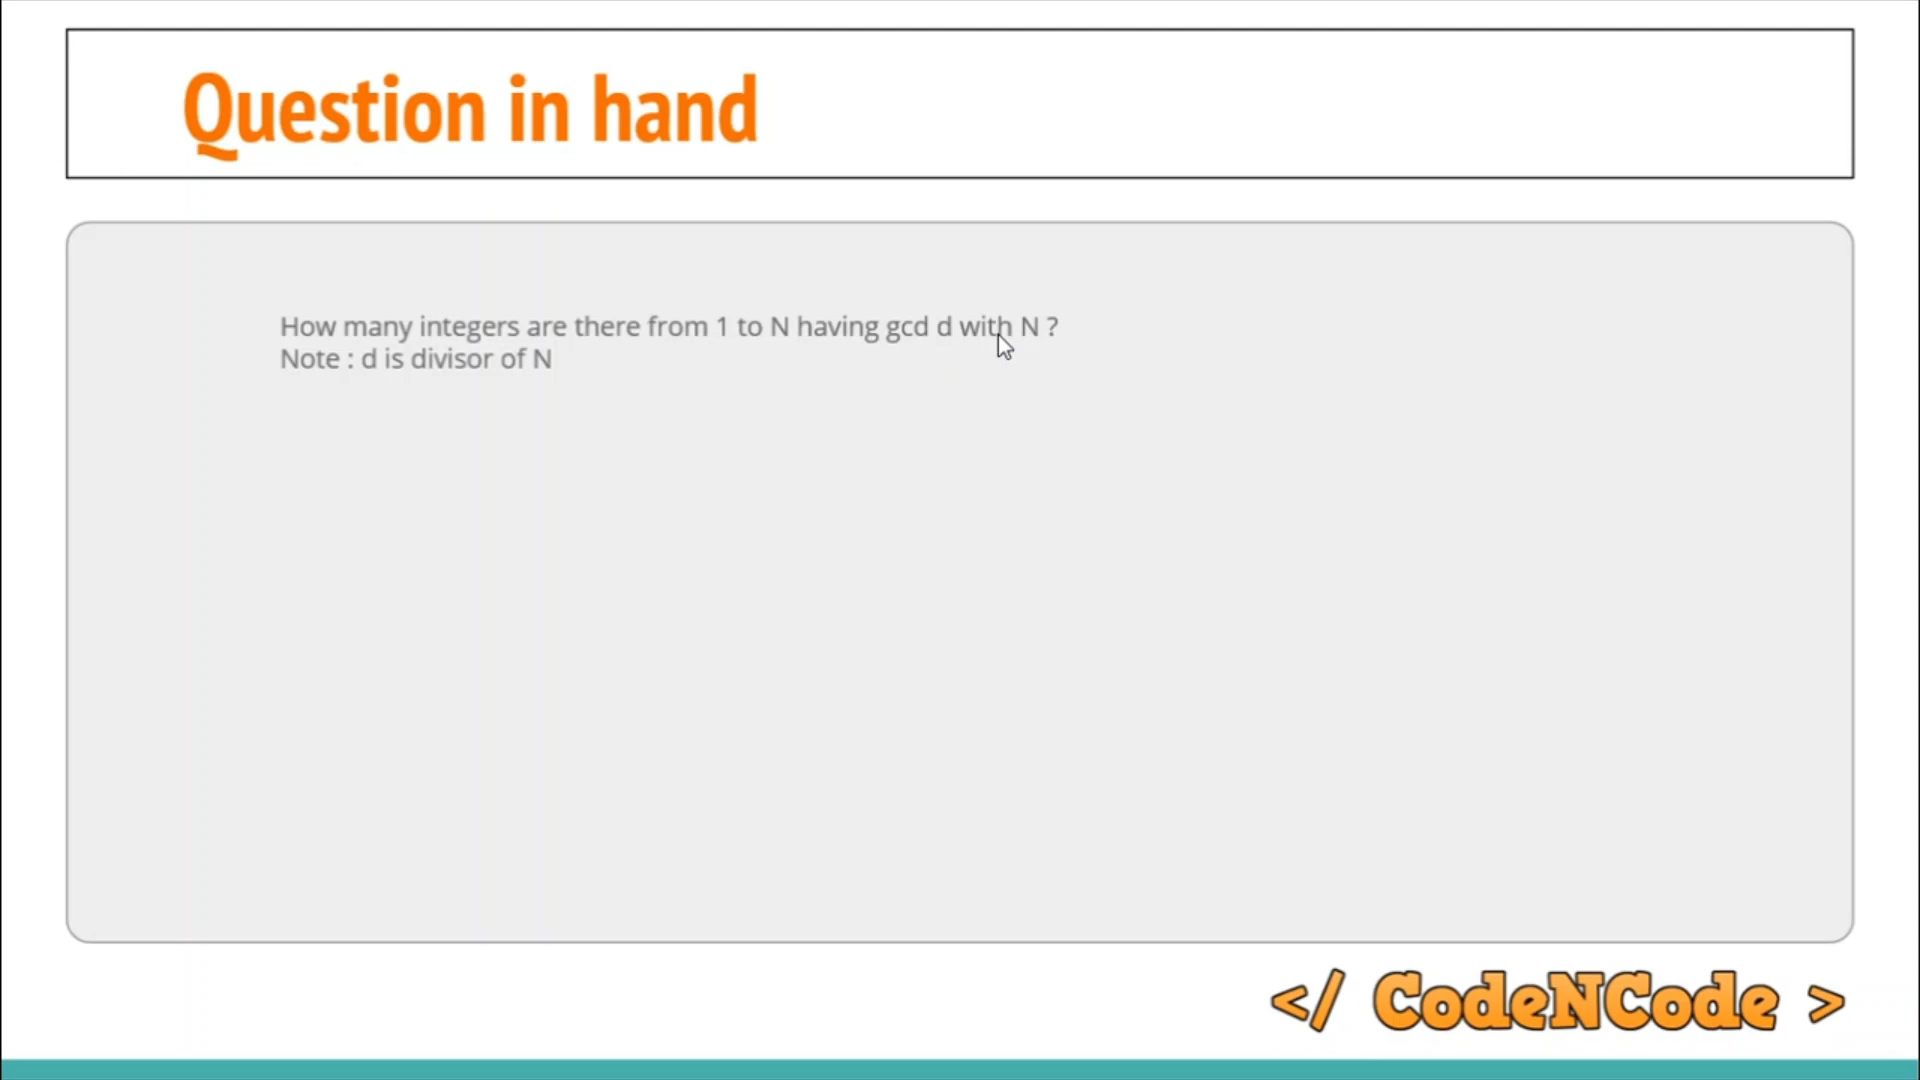 Question in hand
How many integers are there from 1 to N having gcd d with N ?
Note : d is divisor of N
</ CodeNCode >